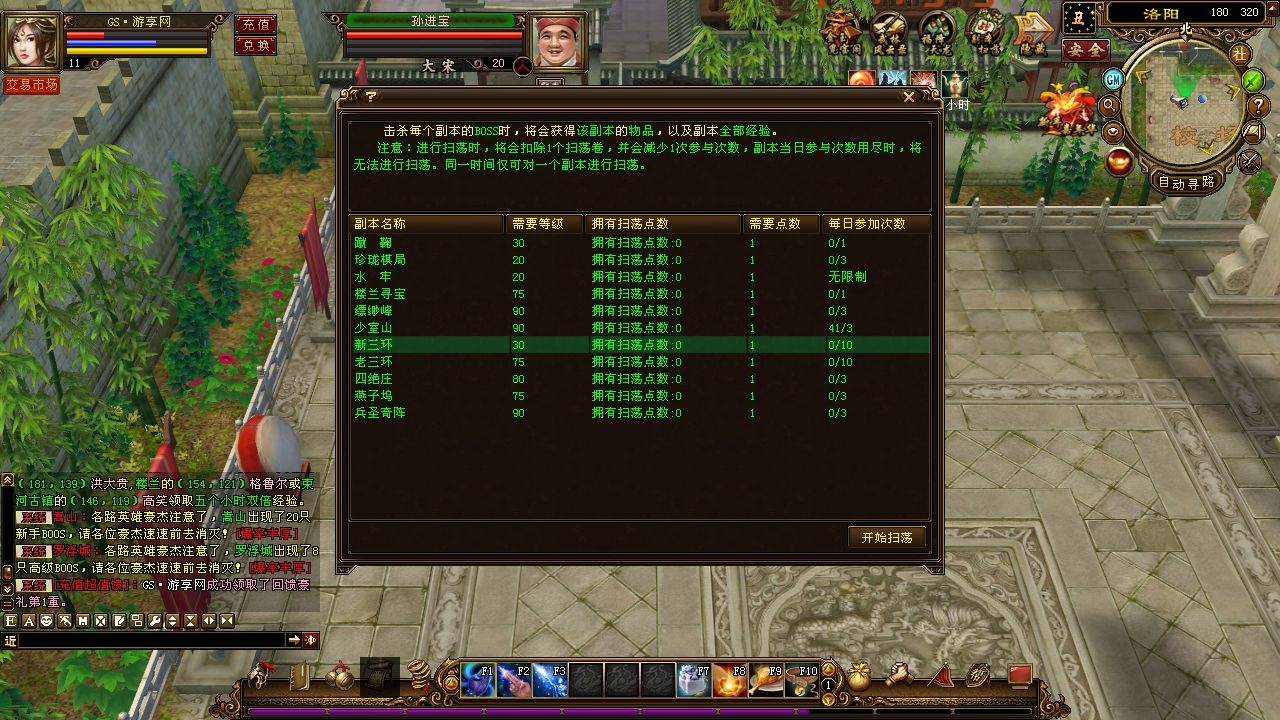 GS·游享网
11
充值
兑换
交易市场
孙进宝
大宋
20
洛阳
180 320
北
丑
安全
社
GM
自动寻路
小时
?
击杀每个副本的BOSS时，将会获得该副本的物品，以及副本全部经验。
注意：进行扫荡时，将会扣除1个扫荡卷，并会减少1次参与次数，副本当日参与次数用尽时，将
无法进行扫荡。同一时间仅可对一个副本进行扫荡。
副本名称 需要等级 拥有扫荡点数 需要点数 每日参加次数
蹴 鞠 30 拥有扫荡点数:0 1 0/1
珍珑棋局 20 拥有扫荡点数:0 1 0/3
水 牢 20 拥有扫荡点数:0 1 无限制
楼兰寻宝 75 拥有扫荡点数:0 1 0/1
缥缈峰 90 拥有扫荡点数:0 1 0/3
少室山 90 拥有扫荡点数:0 1 41/3
新三环 30 拥有扫荡点数:0 1 0/10
老三环 75 拥有扫荡点数:0 1 0/10
四绝庄 80 拥有扫荡点数:0 1 0/3
燕子坞 75 拥有扫荡点数:0 1 0/3
兵圣奇阵 90 拥有扫荡点数:0 1 0/3
开始扫荡
（181，139）洪大贵,楼兰的（154，121）格鲁尔或束
河古镇的（146，119）高笑领取五个小时双倍经验。
系统 嵩山：各路英雄豪杰注意了，嵩山出现了20只
新手BOOS，请各位豪杰速速前去消灭！[爆率丰厚]
系统 罗浮城：各路英雄豪杰注意了，罗浮城出现了8
只高级BOOS，请各位豪杰速速前去消灭！[爆率丰厚]
系统 [充值超值馈]：GS·游享网成功领取了回馈豪
礼第1重。
近
F1 F2 F3 F7 F8 F9 F10
1